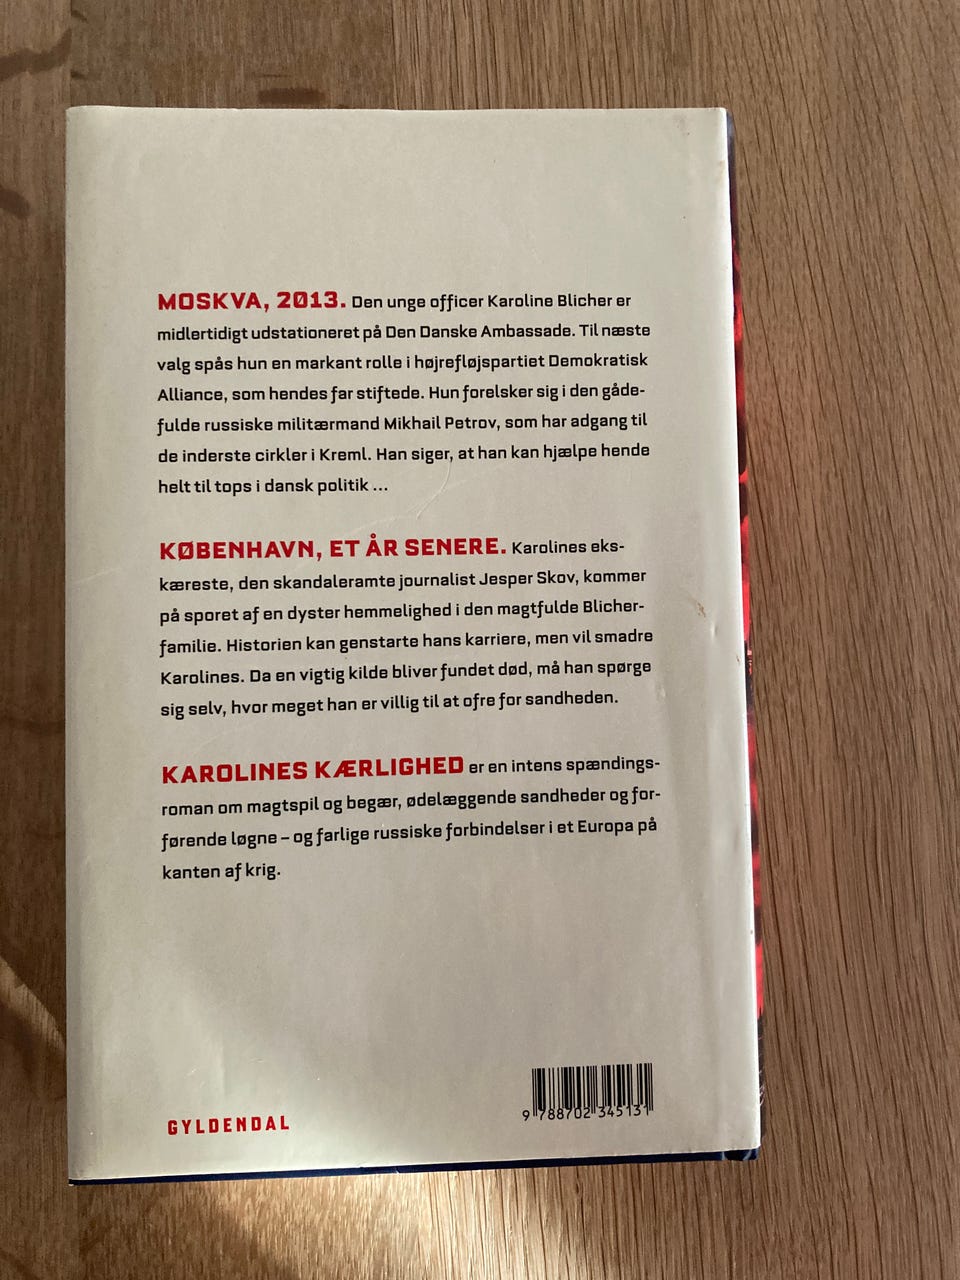 MOSKVA, 2013. Den unge officer Karoline Blicher er
midlertidigt udstationeret på Den Danske Ambassade. Til næste
valg spås hun en markant rolle i højrefløjspartiet Demokratisk
Alliance, som hendes far stiftede. Hun forelsker sig i den gåde-
fulde russiske militærmand Mikhail Petrov, som har adgang til
de inderste cirkler i Kreml. Han siger, at han kan hjælpe hende
helt til tops i dansk politik ...
KØBENHAVN, ET ÅR SENERE. Karolines eks-
kæreste, den skandaleramte journalist Jesper Skov, kommer
på sporet af en dyster hemmelighed i den magtfulde Blicher-
familie. Historien kan genstarte hans karriere, men vil smadre
Karolines. Da en vigtig kilde bliver fundet død, må han spørge
sig selv, hvor meget han er villig til at ofre for sandheden.
KAROLINES KÆRLIGHED er en intens spændings-
roman om magtspil og begær, ødelæggende sandheder og for-
førende løgne – og farlige russiske forbindelser i et Europa på
kanten af krig.
GYLDENDAL
9 788702 345131